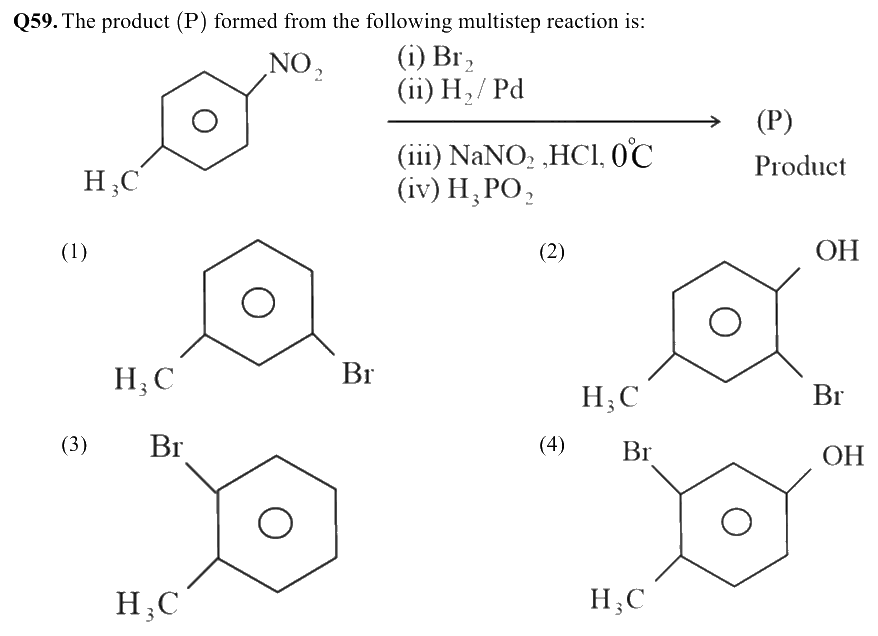 Q59. The product (P) formed from the following multistep reaction is:
NO₂
H₃C
(i) Br₂
(ii) H₂/ Pd
(iii) NaNO₂ ,HCl, 0°C
(iv) H₃PO₂
(P)
Product
(1)
H₃C
Br
(2)
OH
H₃C
Br
(3)
Br
H₃C
(4)
Br
OH
H₃C